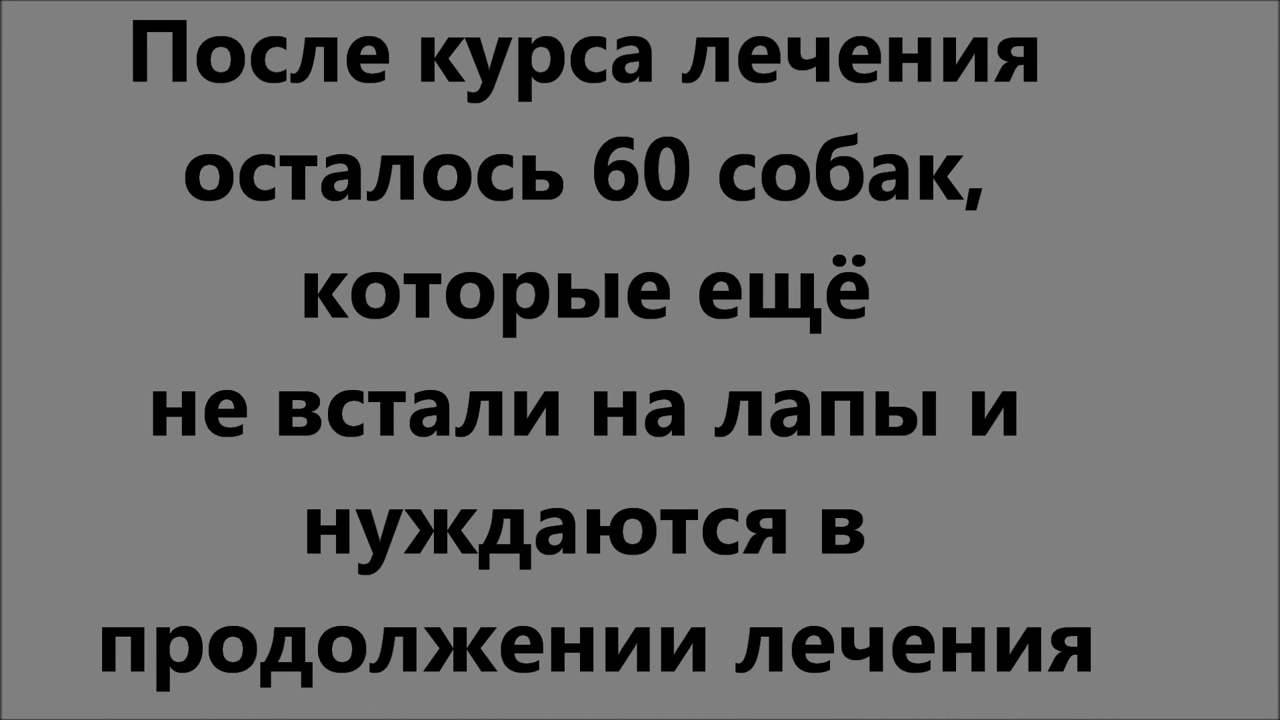 После курса лечения
осталось 60 собак,
которые ещё
не встали на лапы и
нуждаются в
продолжении лечения